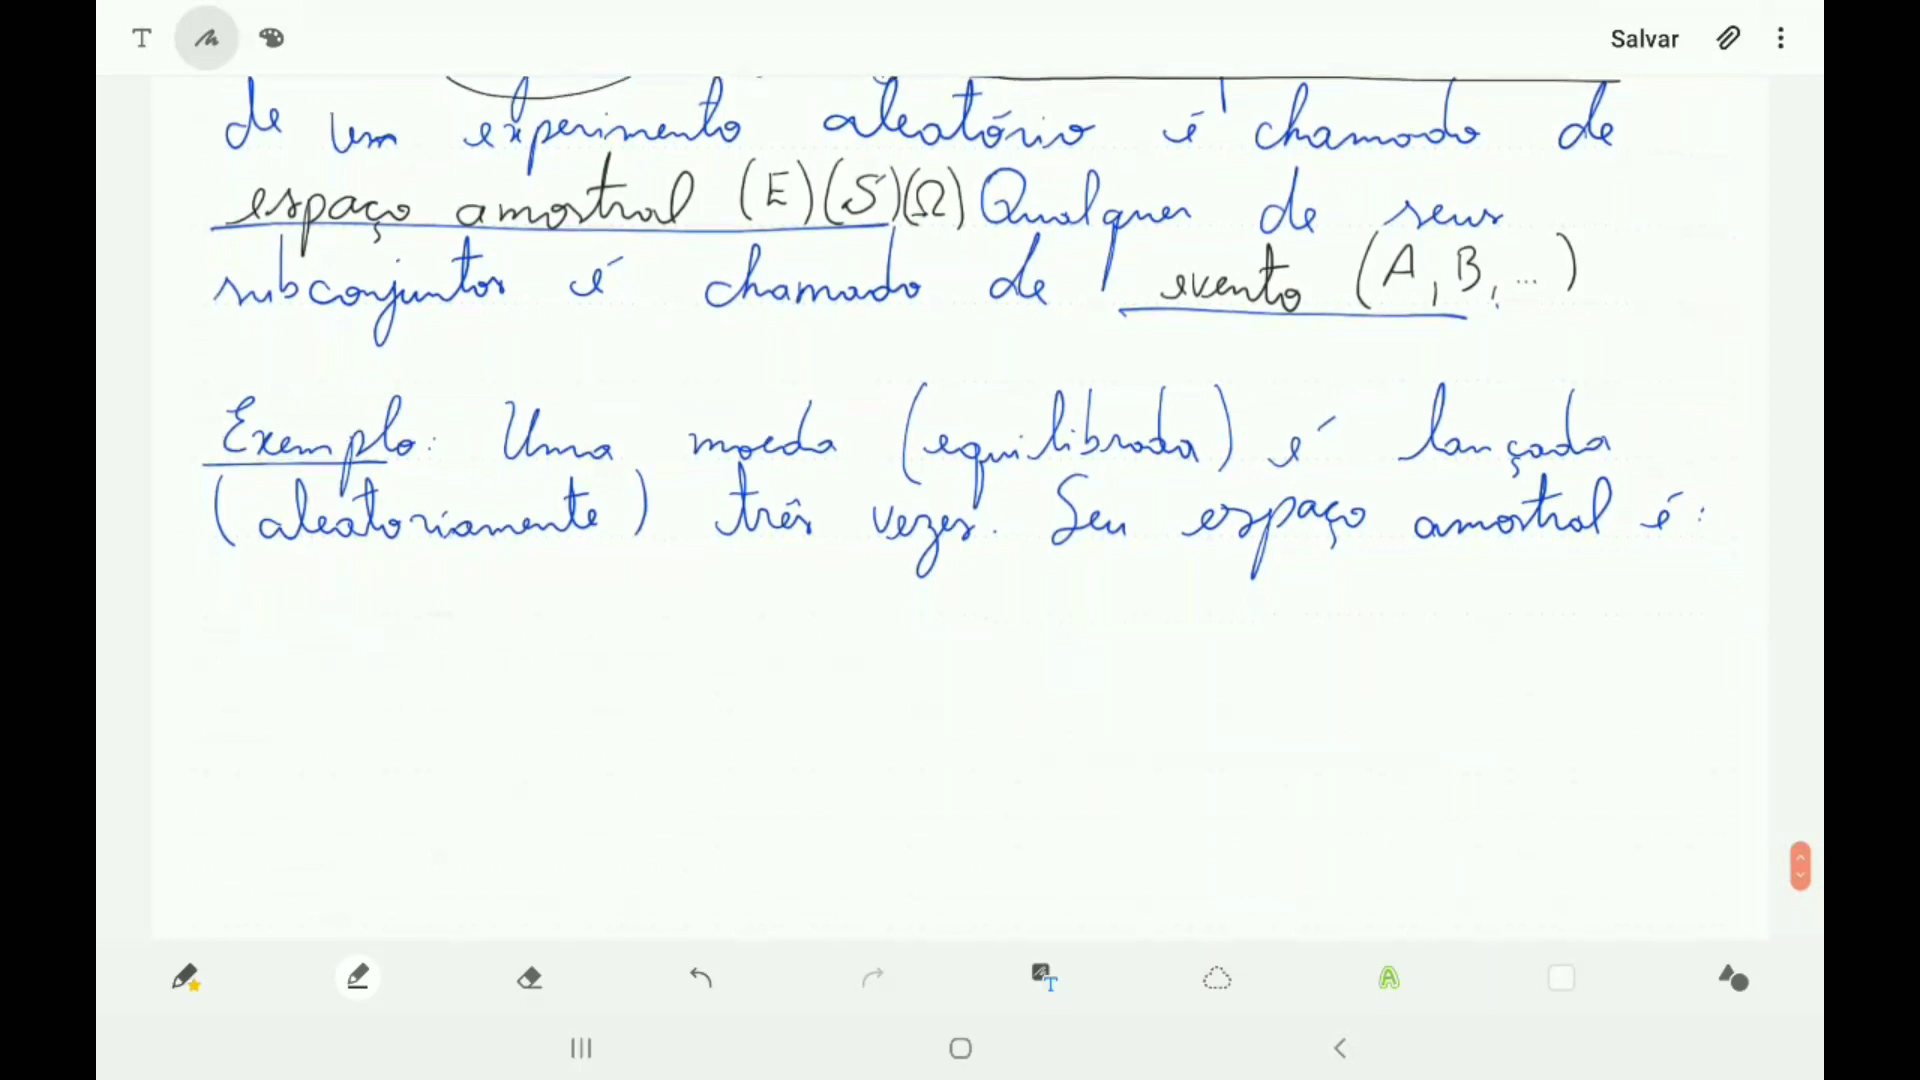 Salvar
de um experimento aleatório é chamado de
espaço amostral (E)(S)(Ω) Qualquer de seus
subconjuntos é chamado de evento (A, B, ...)
Exemplo: Uma moeda (equilibrada) é lançada
(aleatoriamente) três vezes. Seu espaço amostral é: